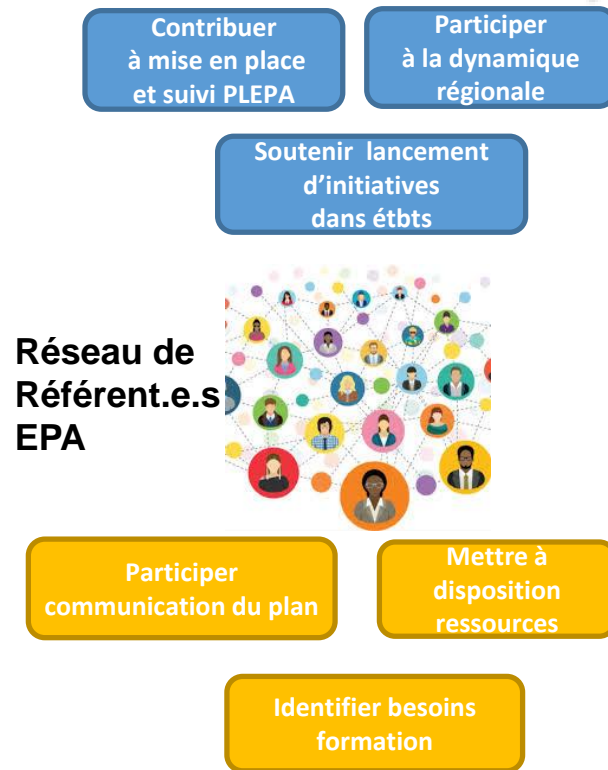 Contribuer
à mise en place
et suivi PLEPA
Participer
à la dynamique
régionale
Soutenir lancement
d’initiatives
dans étbts
Réseau de
Référent.e.s
EPA
Participer
communication du plan
Mettre à
disposition
ressources
Identifier besoins
formation